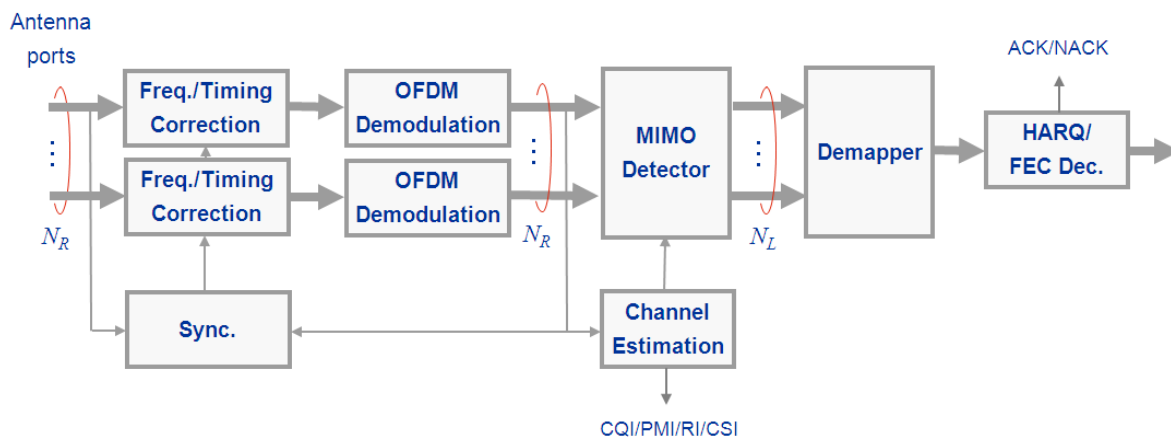 Antenna
ports
ACK/NACK
Freq./Timing
Correction
OFDM
Demodulation
MIMO
Detector
Demapper
HARQ/
FEC Dec.
...
...
...
Freq./Timing
Correction
OFDM
Demodulation
N_R
N_R
N_L
Sync.
Channel
Estimation
CQI/PMI/RI/CSI